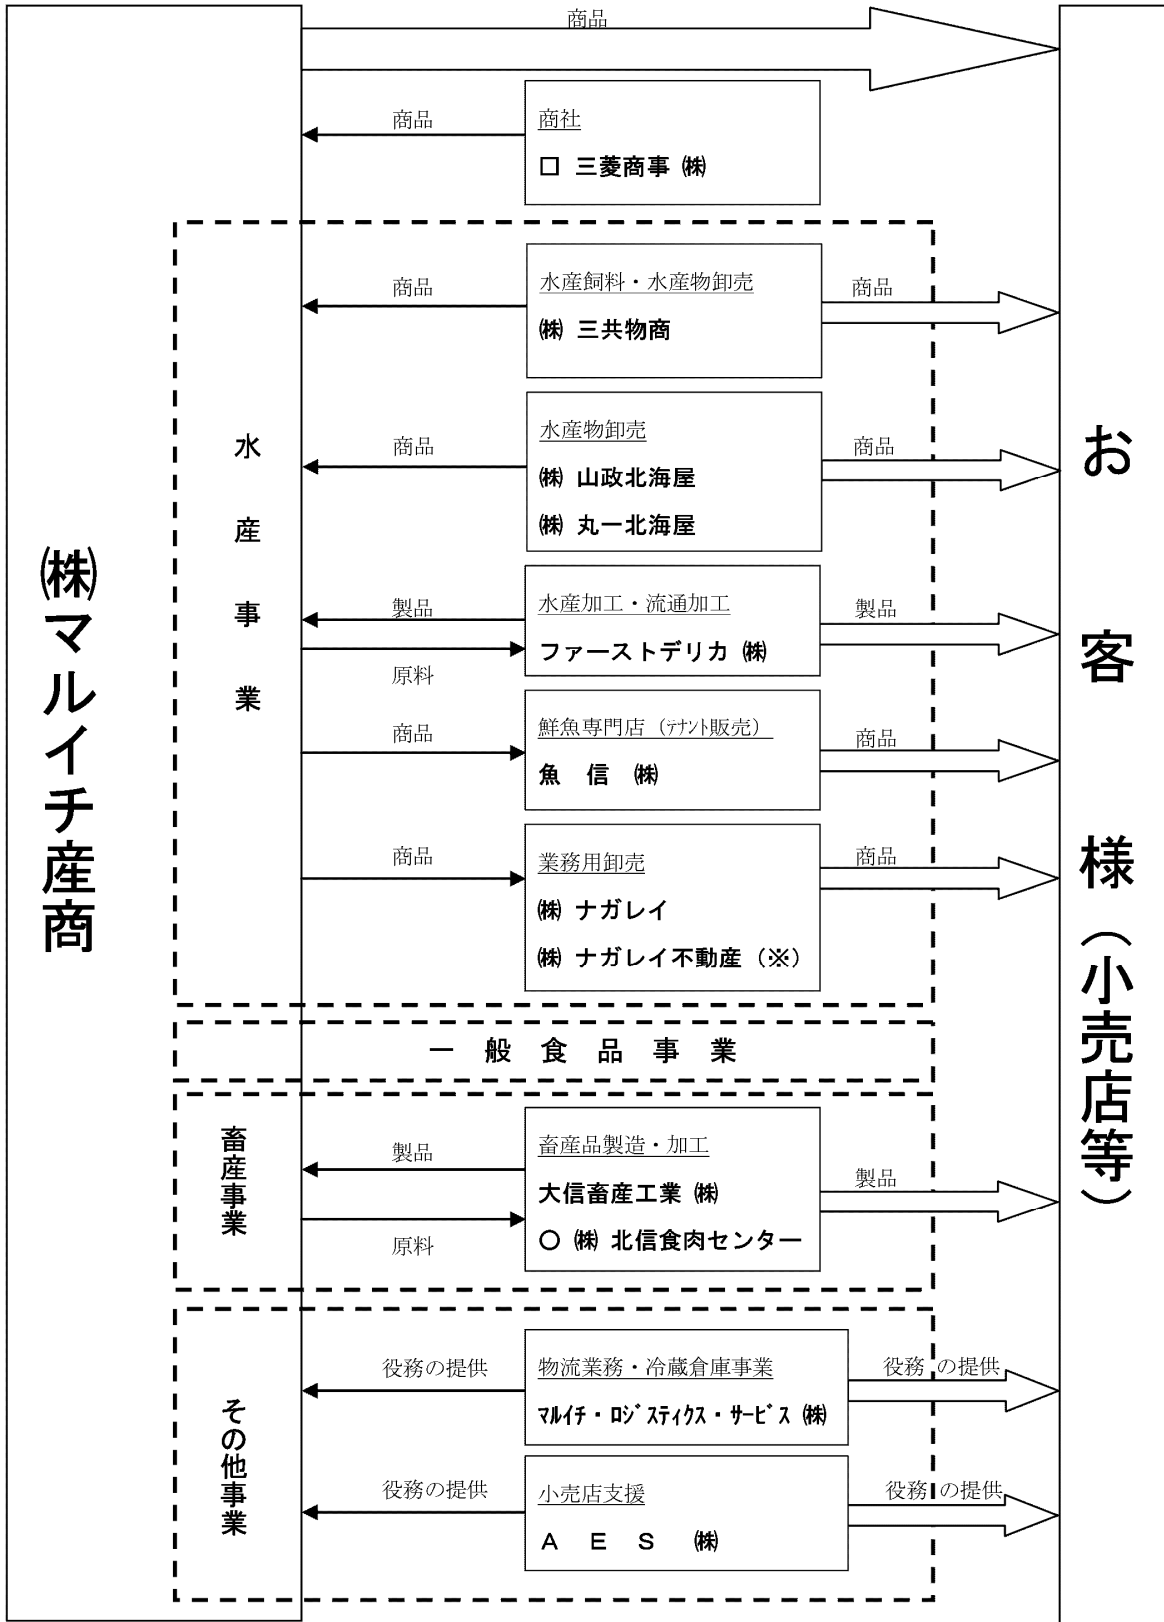 商品
㈱マルイチ産商
お客様（小売店等）
商品
商社
□ 三菱商事 ㈱
水産事業
商品
水産飼料・水産物卸売
㈱ 三共物商
商品
商品
水産物卸売
㈱ 山政北海屋
㈱ 丸一北海屋
商品
製品
原料
水産加工・流通加工
ファーストデリカ ㈱
製品
商品
鮮魚専門店（ﾃﾅﾝﾄ販売）
魚 信 ㈱
商品
商品
業務用卸売
㈱ ナガレイ
㈱ ナガレイ不動産（※）
商品
一般食品事業
畜産事業
製品
原料
畜産品製造・加工
大信畜産工業 ㈱
○ ㈱ 北信食肉センター
製品
その他事業
役務の提供
物流業務・冷蔵倉庫事業
ﾏﾙｲﾁ・ﾛｼﾞｽﾃｨｸｽ・ｻｰﾋﾞｽ ㈱
役務の提供
役務の提供
小売店支援
Ａ Ｅ Ｓ ㈱
役務の提供